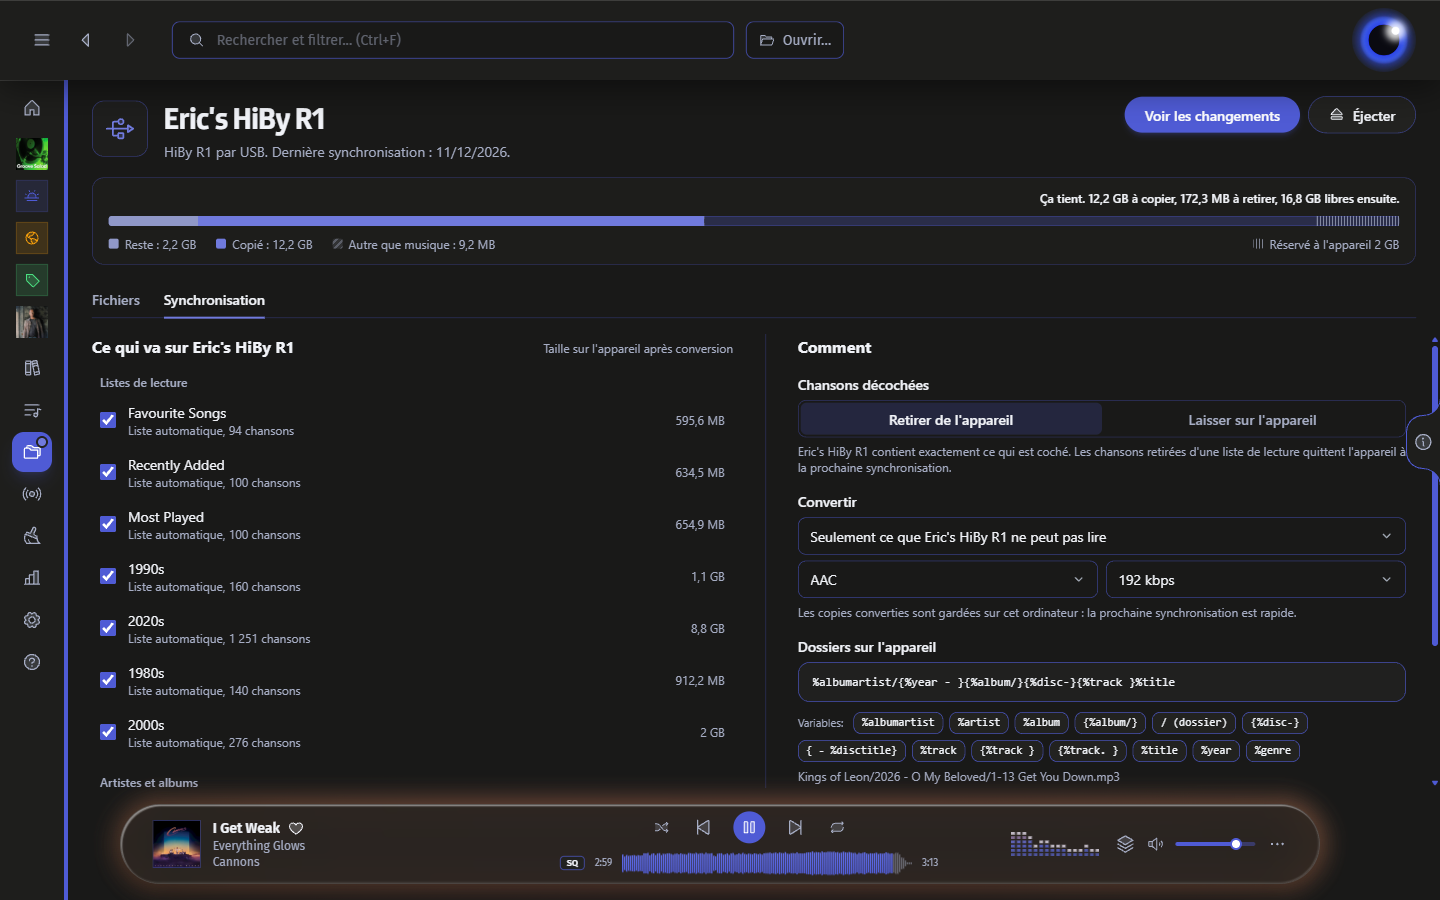 Rechercher et filtrer... (Ctrl+F)
Ouvrir...
Eric's HiBy R1
HiBy R1 par USB. Dernière synchronisation : 11/12/2026.
Voir les changements
Éjecter
Ça tient. 12,2 GB à copier, 172,3 MB à retirer, 16,8 GB libres ensuite.
Reste : 2,2 GB
Copié : 12,2 GB
Autre que musique : 9,2 MB
Réservé à l'appareil 2 GB
Fichiers
Synchronisation
Ce qui va sur Eric's HiBy R1
Taille sur l'appareil après conversion
Listes de lecture
Favourite Songs
Liste automatique, 94 chansons
595,6 MB
Recently Added
Liste automatique, 100 chansons
634,5 MB
Most Played
Liste automatique, 100 chansons
654,9 MB
1990s
Liste automatique, 160 chansons
1,1 GB
2020s
Liste automatique, 1 251 chansons
8,8 GB
1980s
Liste automatique, 140 chansons
912,2 MB
2000s
Liste automatique, 276 chansons
2 GB
Artistes et albums
Comment
Chansons décochées
Retirer de l'appareil
Laisser sur l'appareil
Eric's HiBy R1 contient exactement ce qui est coché. Les chansons retirées d'une liste de lecture quittent l'appareil à
la prochaine synchronisation.
Convertir
Seulement ce que Eric's HiBy R1 ne peut pas lire
AAC
192 kbps
Les copies converties sont gardées sur cet ordinateur : la prochaine synchronisation est rapide.
Dossiers sur l'appareil
%albumartist/{%year - }{%album/}{%disc-}{%track }%title
Variables: %albumartist %artist %album {%album/} / (dossier) {%disc-}
{ - %disctitle} %track {%track } {%track. } %title %year %genre
Kings of Leon/2026 - O My Beloved/1-13 Get You Down.mp3
I Get Weak
Everything Glows
Cannons
SQ
2:59
3:13